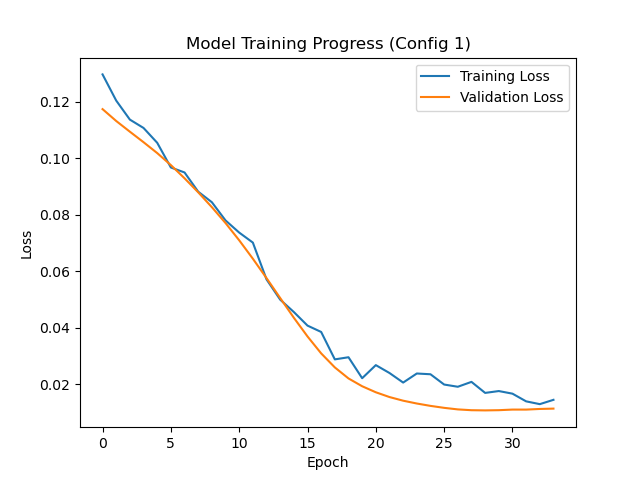 Model Training Progress (Config 1)
Training Loss
Validation Loss
0.12
0.10
0.08
0.06
0.04
0.02
Loss
0 5 10 15 20 25 30
Epoch